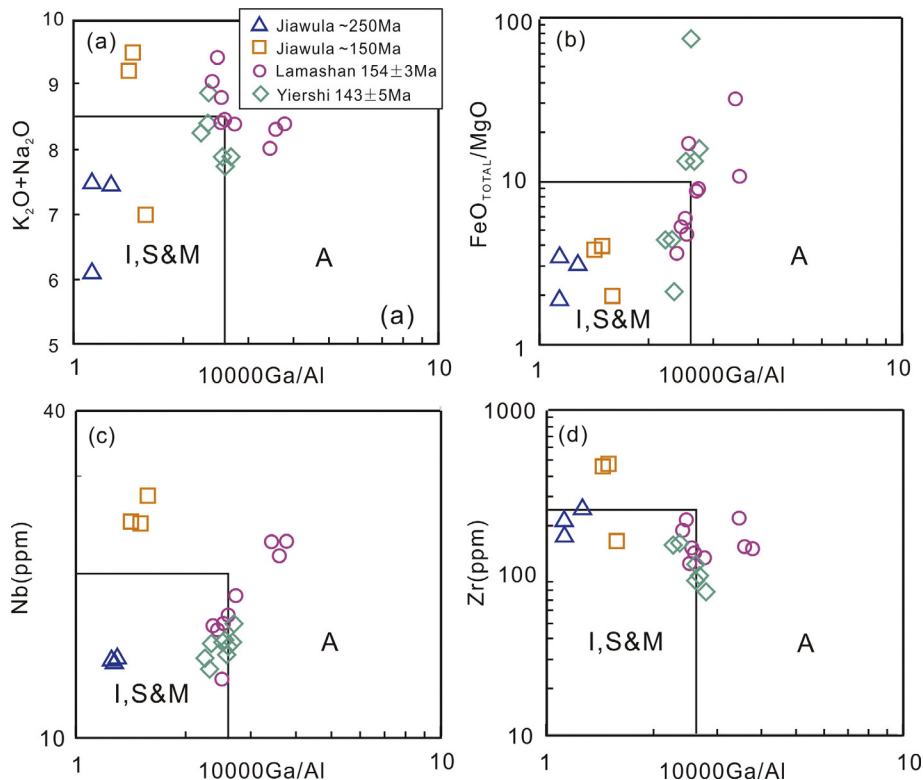 (a)
Jiawula ~250Ma
Jiawula ~150Ma
Lamashan 154±3Ma
Yiershi 143±5Ma
10
9
8
7
6
5
K₂O+Na₂O
I,S&M
A
(a)
1
10000Ga/Al
10
(b)
100
10
1
FeO_TOTAL/MgO
I,S&M
A
1
10000Ga/Al
10
(c)
40
10
Nb(ppm)
I,S&M
A
1
10000Ga/Al
10
(d)
1000
100
10
Zr(ppm)
I,S&M
A
1
10000Ga/Al
10